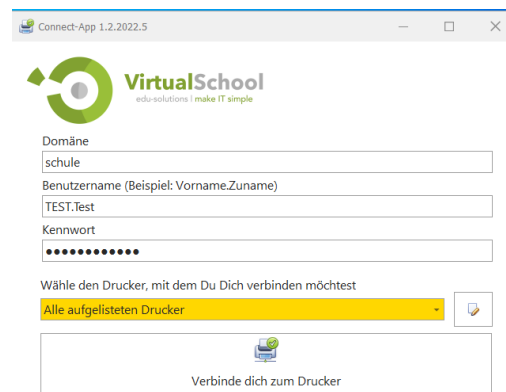 Connect-App 1.2.2022.5
VirtualSchool
edu-solutions I make IT simple
Domäne
schule
Benutzername (Beispiel: Vorname.Zuname)
TEST.Test
Kennwort
●●●●●●●●●●●●
Wähle den Drucker, mit dem Du Dich verbinden möchtest
Alle aufgelisteten Drucker
Verbinde dich zum Drucker